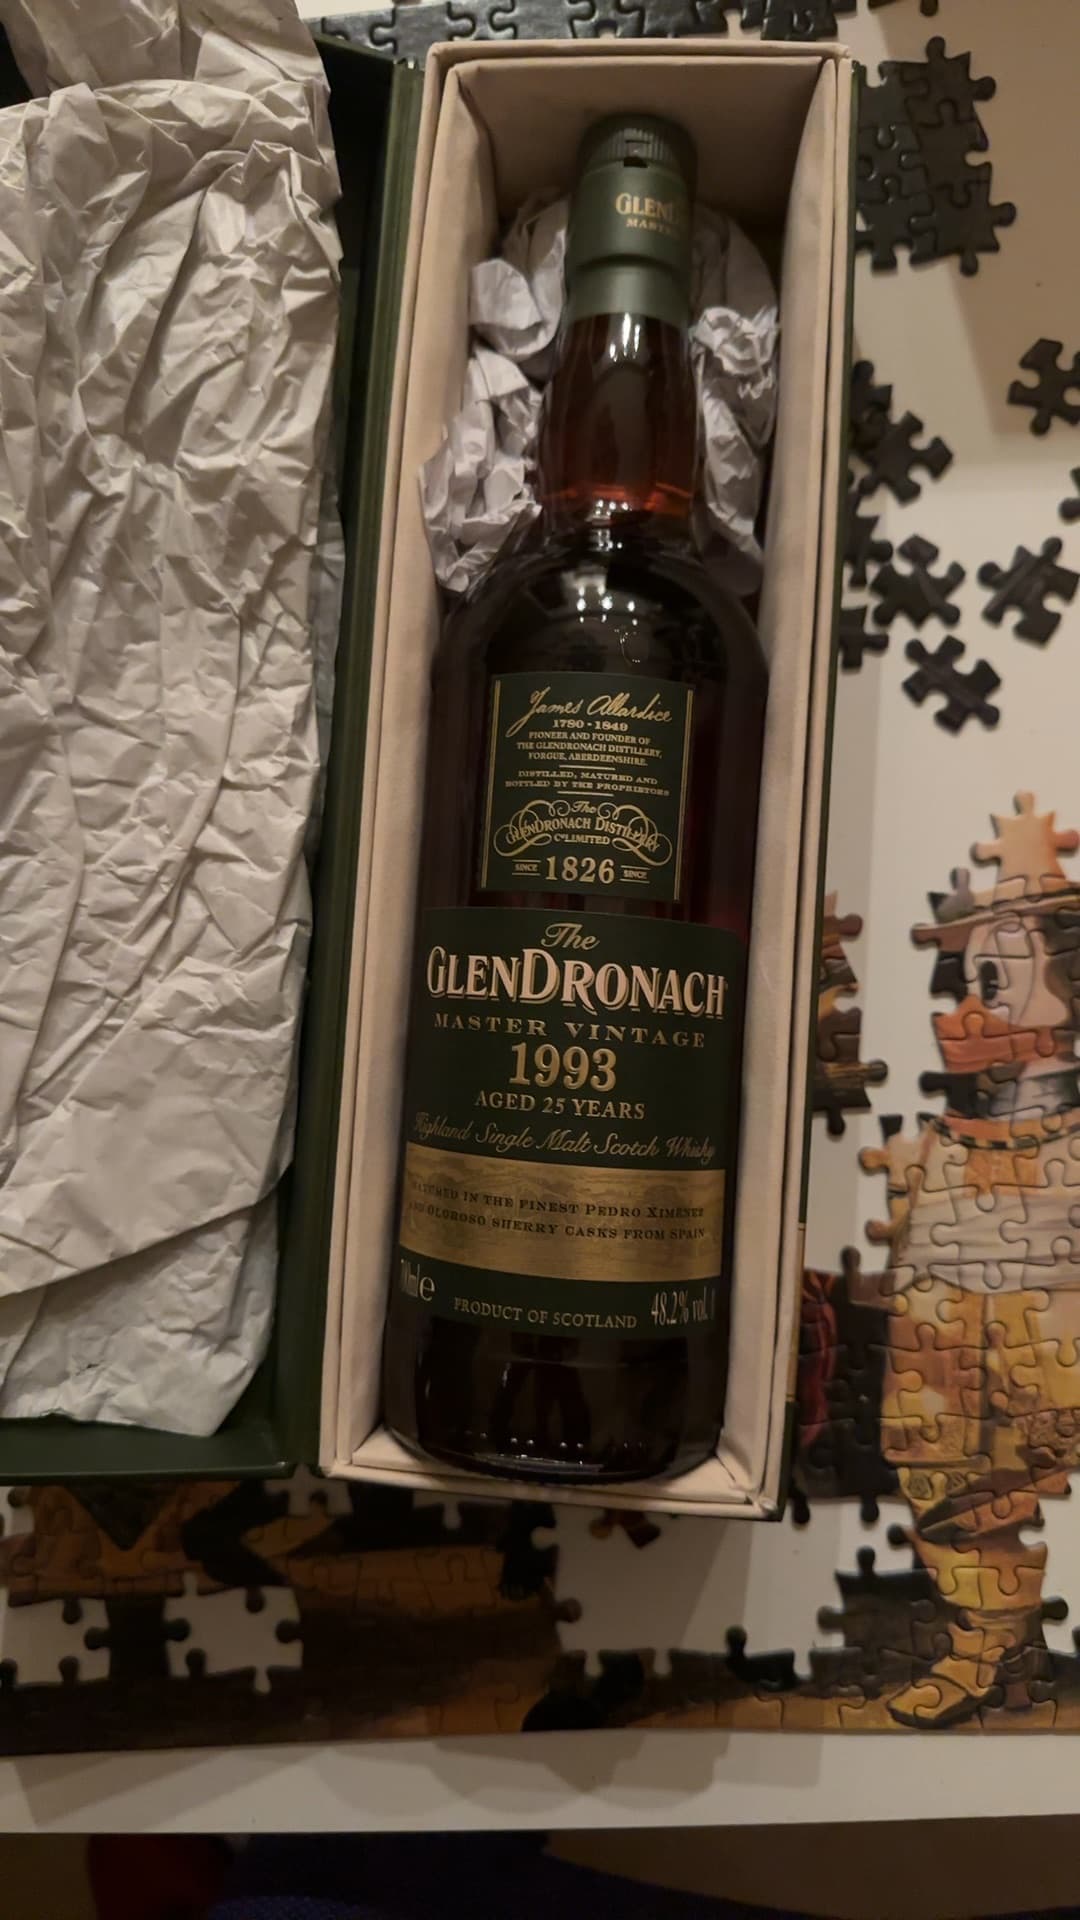 GLEN
MAST
James Allardice
1780 - 1849
PIONEER AND FOUNDER OF
THE GLENDRONACH DISTILLERY,
FORGUE, ABERDEENSHIRE.
DISTILLED, MATURED AND
BOTTLED BY THE PROPRIETORS
The
GLENDRONACH DISTILLERY
Co LIMITED
SINCE 1826 SINCE
The
GLENDRONACH
MASTER VINTAGE
1993
AGED 25 YEARS
Highland Single Malt Scotch Whisky
MATURED IN THE FINEST PEDRO XIMÉNEZ
AND OLOROSO SHERRY CASKS FROM SPAIN
700ml e PRODUCT OF SCOTLAND 48.2% vol.